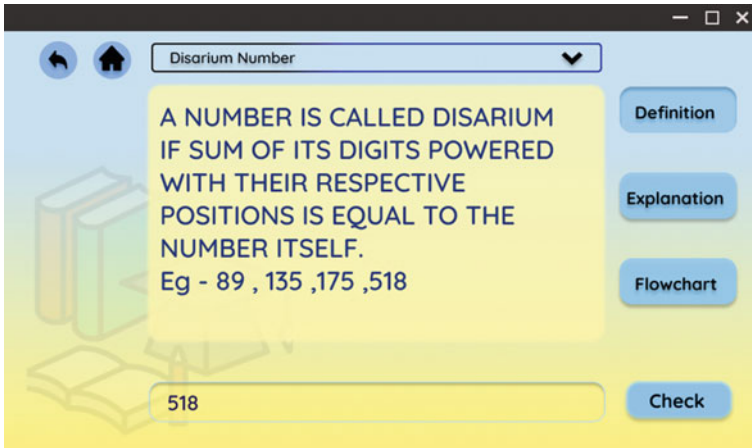 Disarium Number
A NUMBER IS CALLED DISARIUM
IF SUM OF ITS DIGITS POWERED
WITH THEIR RESPECTIVE
POSITIONS IS EQUAL TO THE
NUMBER ITSELF.
Eg - 89 , 135 ,175 ,518
Definition
Explanation
Flowchart
518
Check